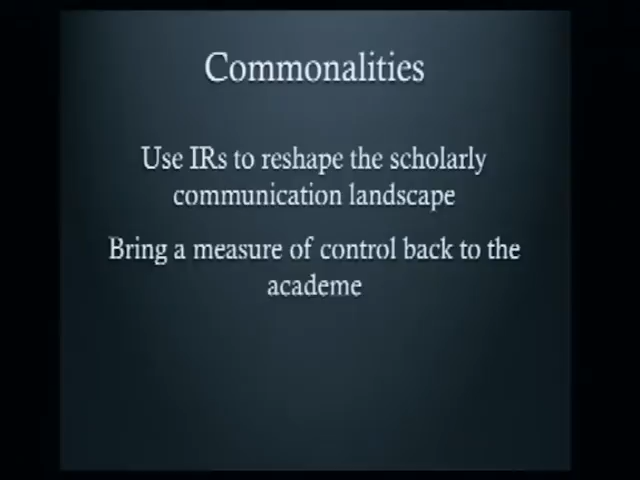 Commonalities
Use IRs to reshape the scholarly
communication landscape
Bring a measure of control back to the
academe